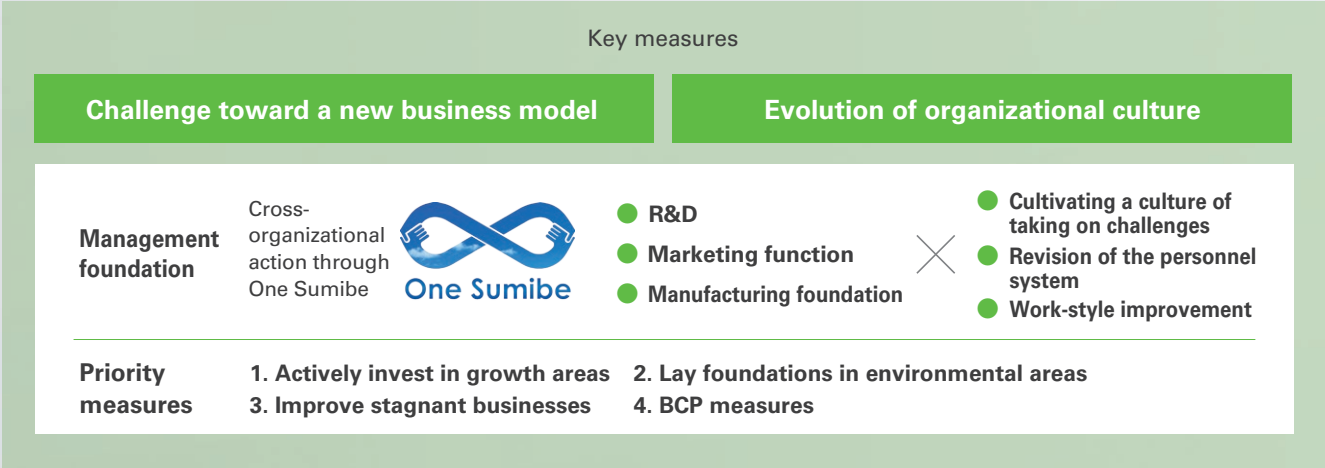 Key measures
Challenge toward a new business model
Evolution of organizational culture
Management
foundation
Cross-
organizational
action through
One Sumibe
One Sumibe
R&D
Marketing function
Manufacturing foundation
Cultivating a culture of
taking on challenges
Revision of the personnel
system
Work-style improvement
Priority
measures
1. Actively invest in growth areas 2. Lay foundations in environmental areas
3. Improve stagnant businesses 4. BCP measures